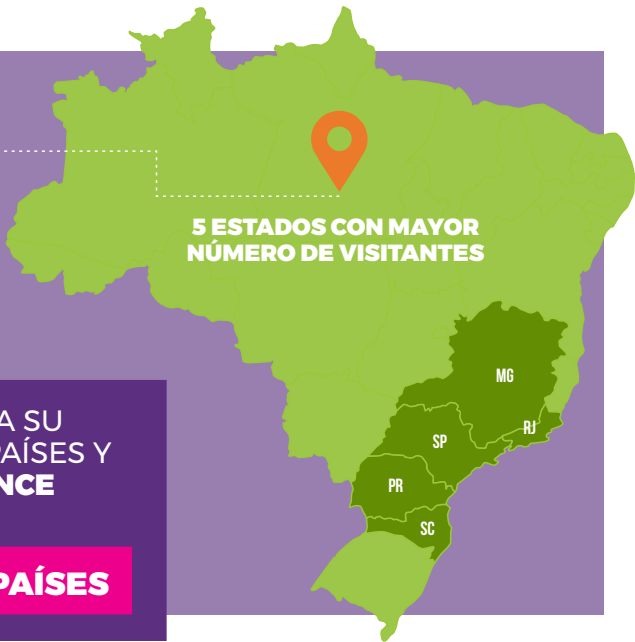 5 ESTADOS CON MAYOR
NÚMERO DE VISITANTES
MG
RJ
SP
PR
SC
A SU
PAÍSES Y
NCE
PAÍSES